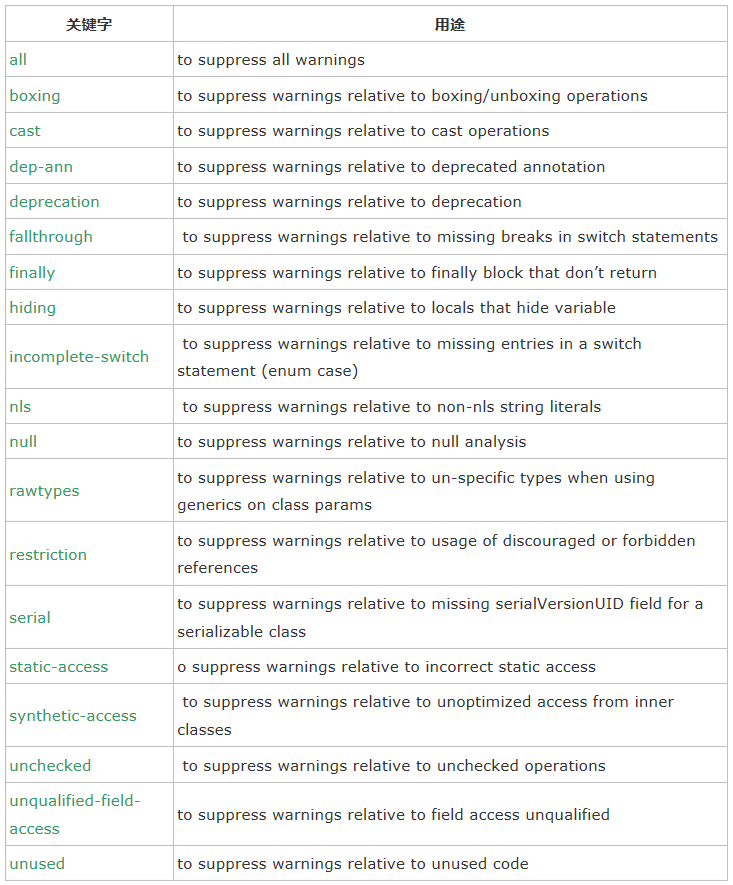 关键字 用途
all to suppress all warnings
boxing to suppress warnings relative to boxing/unboxing operations
cast to suppress warnings relative to cast operations
dep-ann to suppress warnings relative to deprecated annotation
deprecation to suppress warnings relative to deprecation
fallthrough to suppress warnings relative to missing breaks in switch statements
finally to suppress warnings relative to finally block that don’t return
hiding to suppress warnings relative to locals that hide variable
incomplete-switch to suppress warnings relative to missing entries in a switch
statement (enum case)
nls to suppress warnings relative to non-nls string literals
null to suppress warnings relative to null analysis
rawtypes to suppress warnings relative to un-specific types when using
generics on class params
restriction to suppress warnings relative to usage of discouraged or forbidden
references
serial to suppress warnings relative to missing serialVersionUID field for a
serializable class
static-access o suppress warnings relative to incorrect static access
synthetic-access to suppress warnings relative to unoptimized access from inner
classes
unchecked to suppress warnings relative to unchecked operations
unqualified-field-
access to suppress warnings relative to field access unqualified
unused to suppress warnings relative to unused code